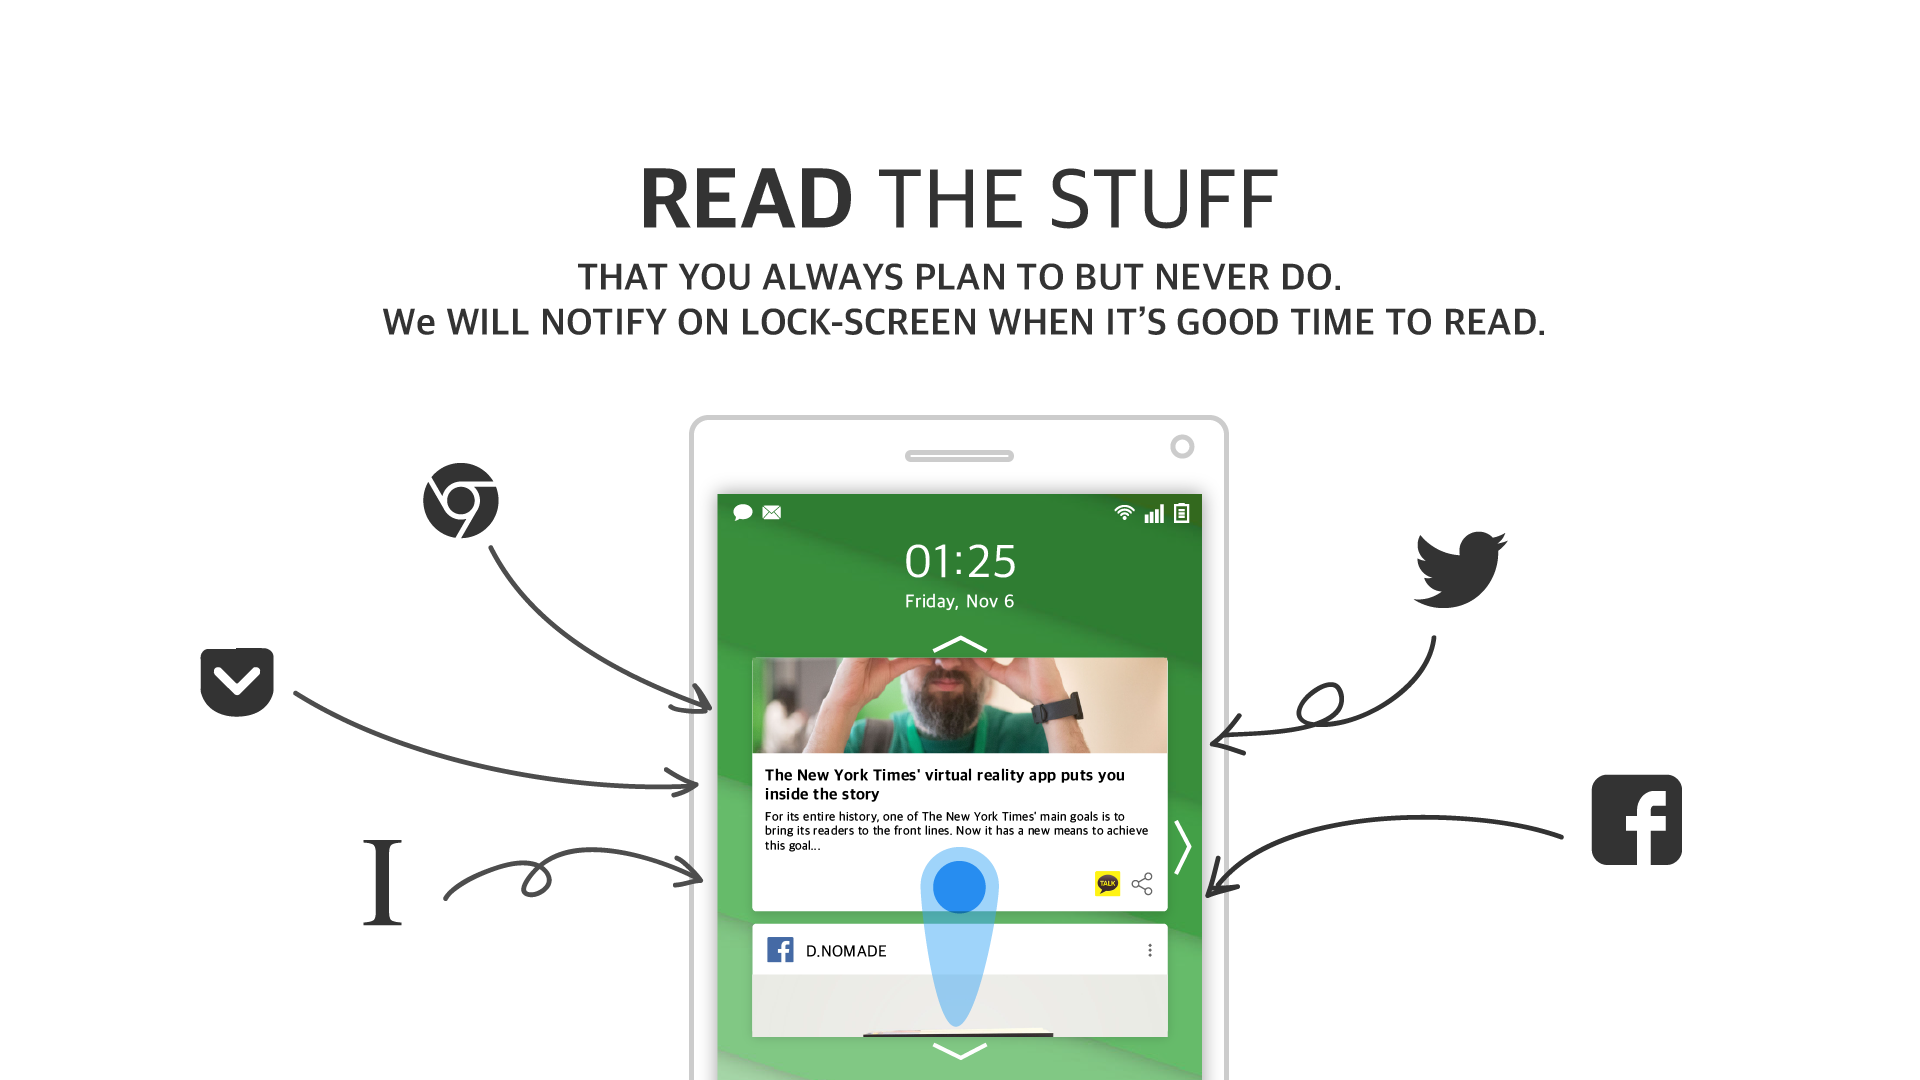 READ THE STUFF
THAT YOU ALWAYS PLAN TO BUT NEVER DO.
We WILL NOTIFY ON LOCK-SCREEN WHEN IT’S GOOD TIME TO READ.
01:25
Friday, Nov 6
The New York Times' virtual reality app puts you
inside the story
For its entire history, one of The New York Times' main goals is to
bring its readers to the front lines. Now it has a new means to achieve
this goal...
TALK
D.NOMADE
I